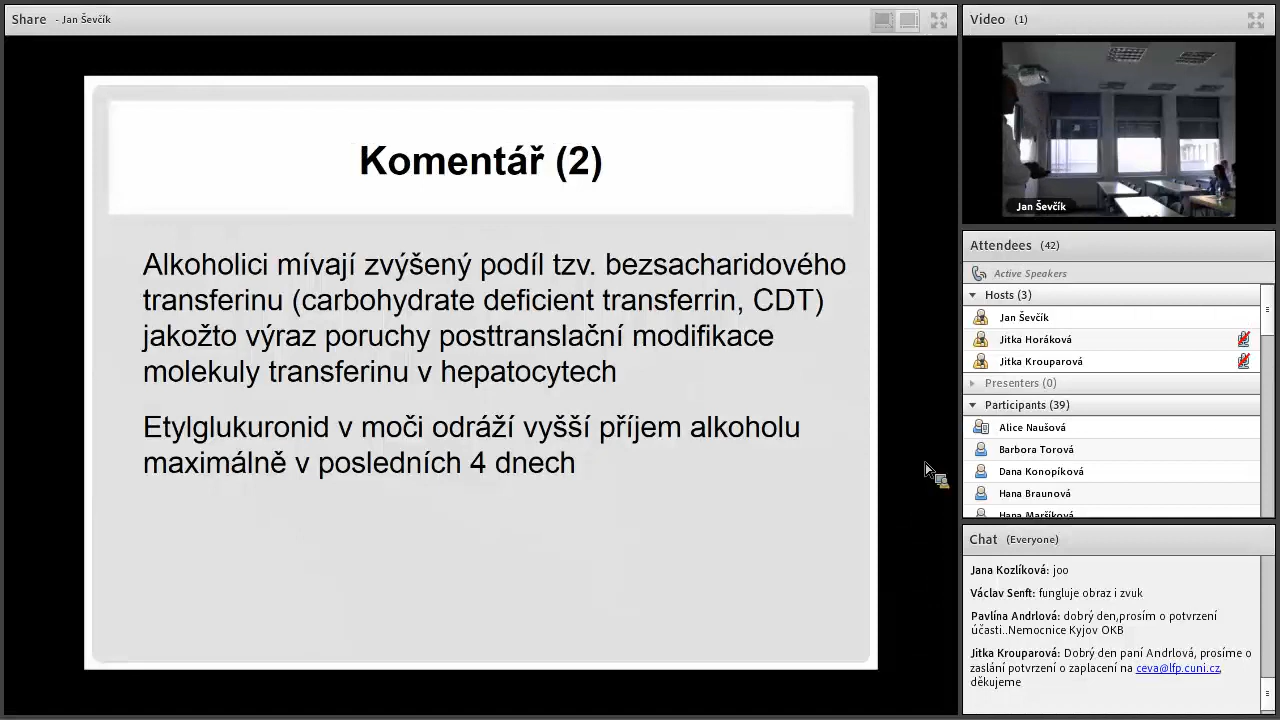 Share - Jan Ševčík
Komentář (2)
Alkoholici mívají zvýšený podíl tzv. bezsacharidového
transferinu (carbohydrate deficient transferrin, CDT)
jakožto výraz poruchy posttranslační modifikace
molekuly transferinu v hepatocytech
Etylglukuronid v moči odráží vyšší příjem alkoholu
maximálně v posledních 4 dnech
Video (1)
Jan Ševčík
Attendees (42)
Active Speakers
Hosts (3)
Jan Ševčík
Jitka Horáková
Jitka Krouparová
Presenters (0)
Participants (39)
Alice Naušová
Barbora Torová
Dana Konopíková
Hana Braunová
Hana Maršíková
Chat (Everyone)
Jana Kozlíková: joo
Václav Senft: fungluje obraz i zvuk
Pavlína Andrlová: dobrý den,prosím o potvrzení
účasti..Nemocnice Kyjov OKB
Jitka Krouparová: Dobrý den paní Andrlová, prosíme o
zaslání potvrzení o zaplacení na ceva@lfp.cuni.cz,
děkujeme